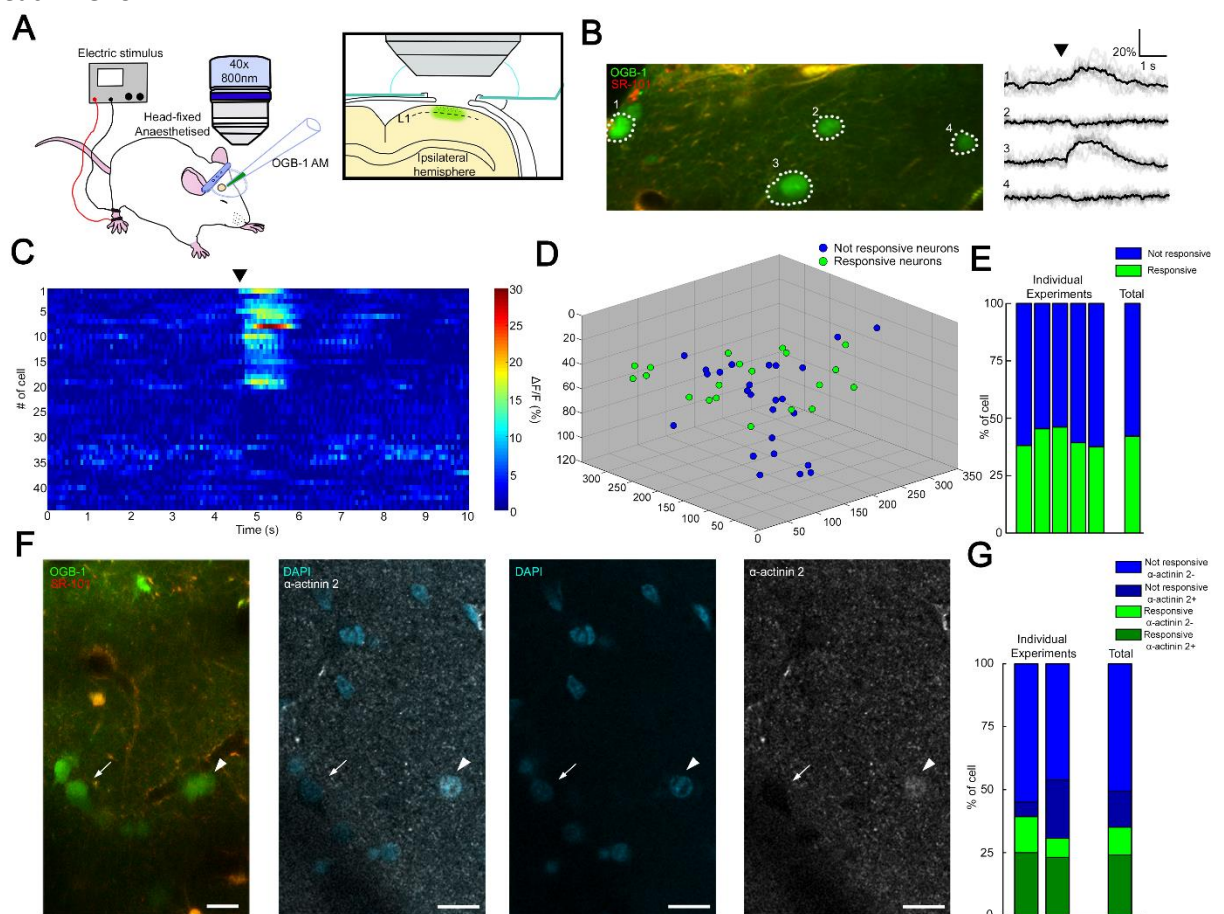 A
Electric stimulus
40x
800nm
Head-fixed
Anaesthetised
OGB-1 AM
L1
Ipsilateral
hemisphere
B
OGB-1
SR-101
1
2
3
4
20%
1 s
1
2
3
4
C
1
5
10
15
20
25
30
35
40
# of cell
0 1 2 3 4 5 6 7 8 9 10
Time (s)
30
25
20
15
10
5
0
ΔF/F (%)
D
Not responsive neurons
Responsive neurons
0
20
40
60
80
100
120
300
250
200
150
100
50
0
50
100
150
200
250
300
350
E
Not responsive
Responsive
Individual
Experiments
Total
100
75
50
25
0
% of cell
F
OGB-1
SR-101
DAPI
α-actinin 2
DAPI
α-actinin 2
G
Not responsive
α-actinin 2-
Not responsive
α-actinin 2+
Responsive
α-actinin 2-
Responsive
α-actinin 2+
Individual
Experiments
Total
100
75
50
25
% of cell